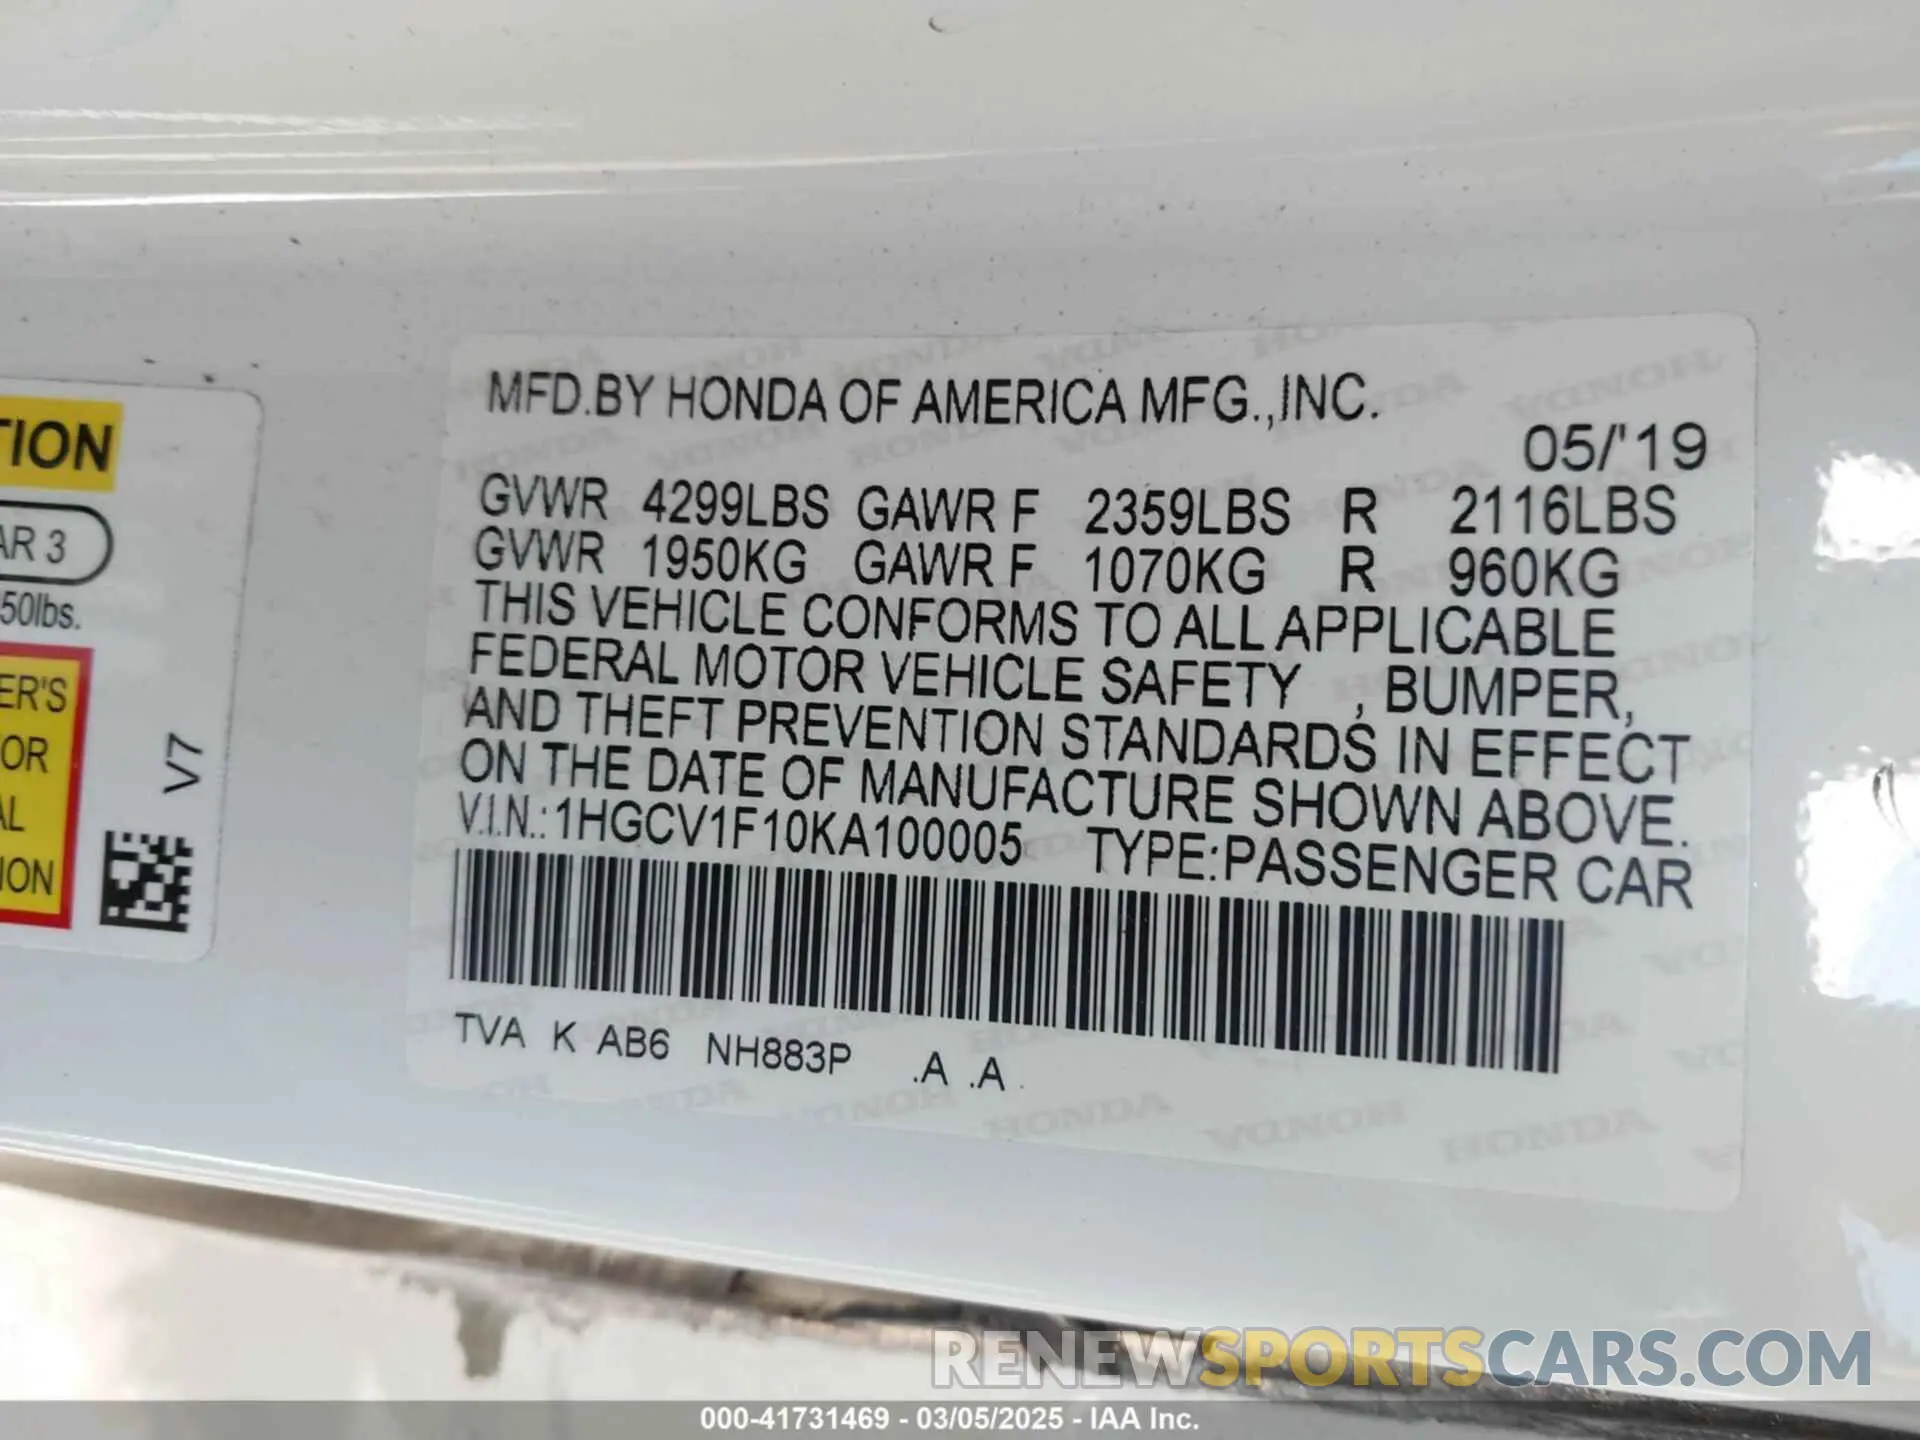 TION
AR 3
50lbs.
ER'S
OR
AL
ION
V7
MFD.BY HONDA OF AMERICA MFG.,INC.
05/'19
GVWR 4299LBS GAWR F 2359LBS R 2116LBS
GVWR 1950KG GAWR F 1070KG R 960KG
THIS VEHICLE CONFORMS TO ALL APPLICABLE
FEDERAL MOTOR VEHICLE SAFETY , BUMPER,
AND THEFT PREVENTION STANDARDS IN EFFECT
ON THE DATE OF MANUFACTURE SHOWN ABOVE.
V.I.N.:1HGCV1F10KA100005 TYPE:PASSENGER CAR
TVA K AB6 NH883P .A .A
RENEWSPORTSCARS.COM
000-41731469 - 03/05/2025 - IAA Inc.